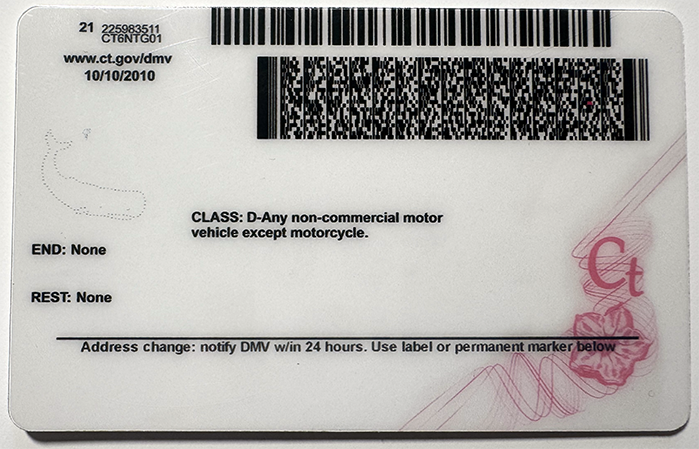 21 225983511
CT6NTG01
www.ct.gov/dmv
10/10/2010
CLASS: D-Any non-commercial motor
vehicle except motorcycle.
END: None
REST: None
Ct
Address change: notify DMV w/in 24 hours. Use label or permanent marker below